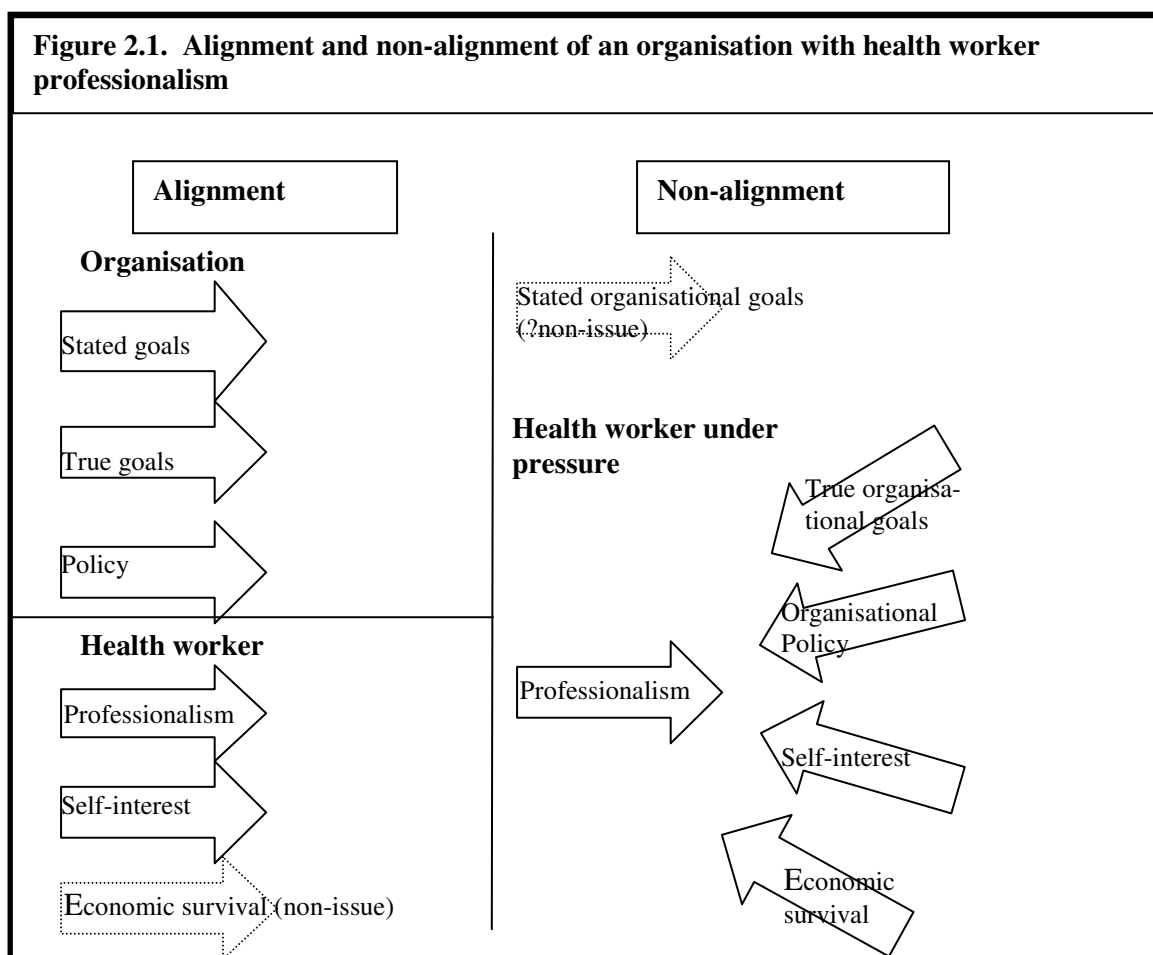 Figure 2.1.  Alignment and non-alignment of an organisation with health worker
professionalism
Alignment
Organisation
Stated goals
True goals
Policy
Health worker
Professionalism
Self-interest
Economic survival (non-issue)
Non-alignment
Stated organisational goals
(?non-issue)
Health worker under
pressure
True organisa-
tional goals
Organisational
Policy
Professionalism
Self-interest
Economic
survival